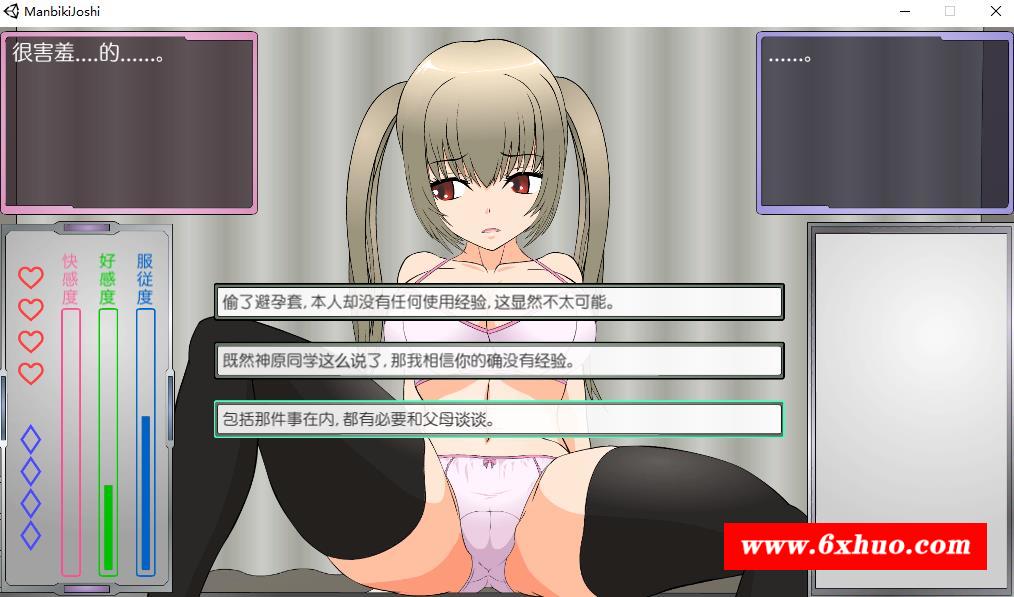 ManbikiJoshi
很害羞....的......。
......。
快感度
好感度
服従度
偷了避孕套,本人却没有任何使用经验,这显然不太可能。
既然神原同学这么说了,那我相信你的确没有经验。
包括那件事在内,都有必要和父母谈谈。
www.6xhuo.com